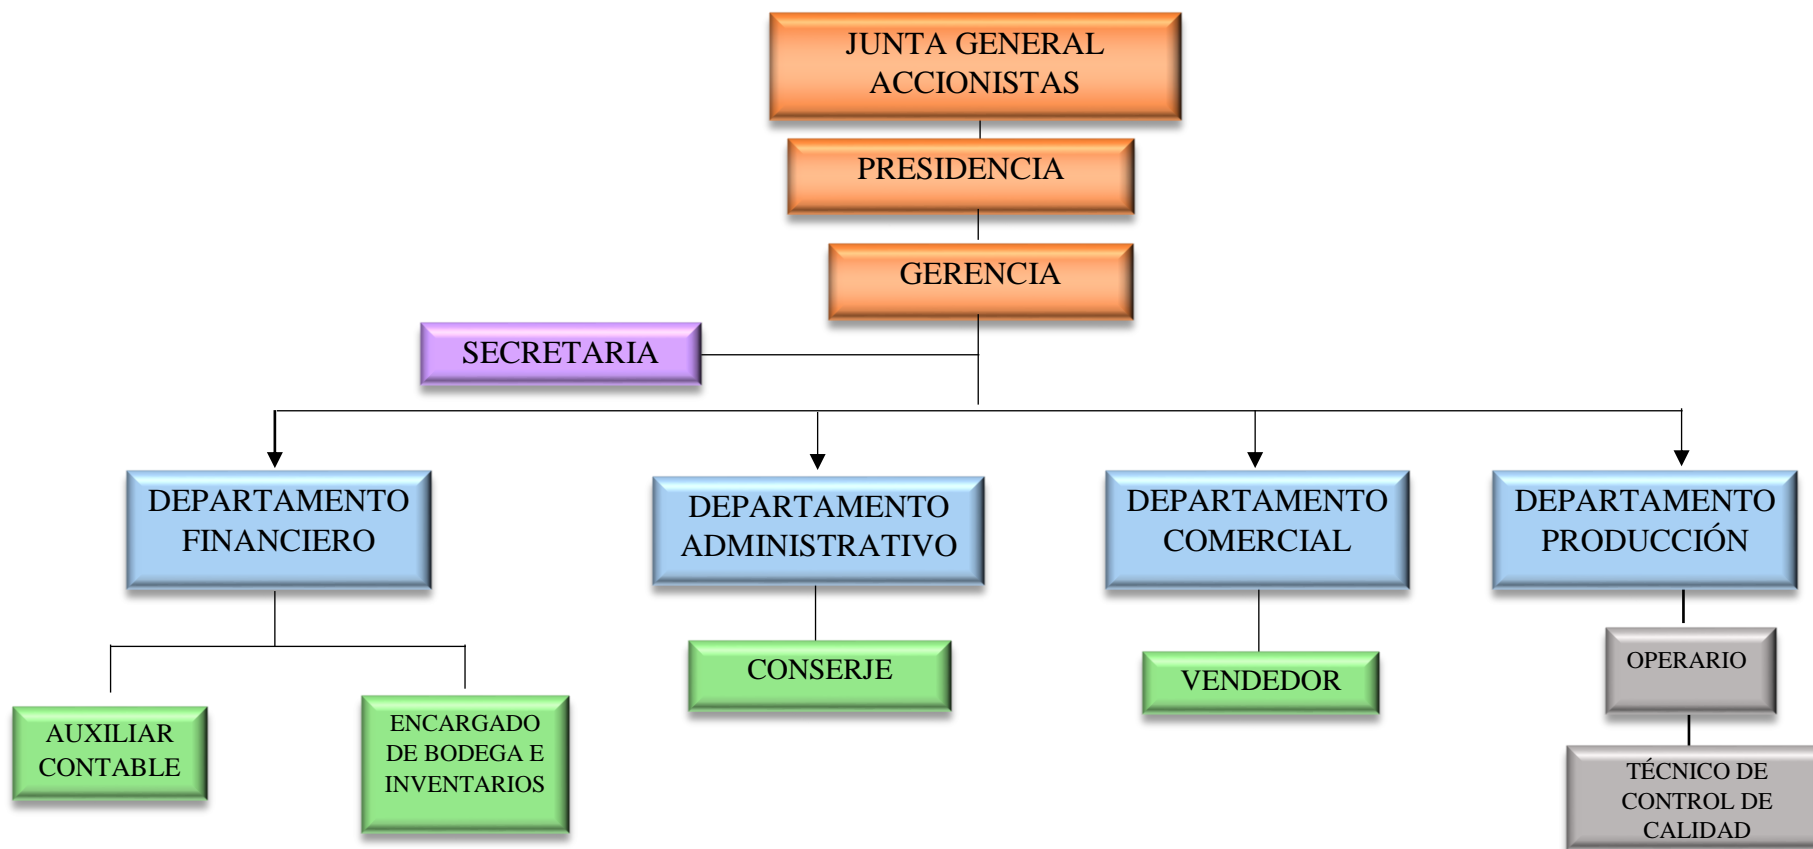 JUNTA GENERAL
ACCIONISTAS
PRESIDENCIA
GERENCIA
SECRETARIA
DEPARTAMENTO
FINANCIERO
DEPARTAMENTO
ADMINISTRATIVO
DEPARTAMENTO
COMERCIAL
DEPARTAMENTO
PRODUCCIÓN
AUXILIAR
CONTABLE
ENCARGADO
DE BODEGA E
INVENTARIOS
CONSERJE
VENDEDOR
OPERARIO
TÉCNICO DE
CONTROL DE
CALIDAD